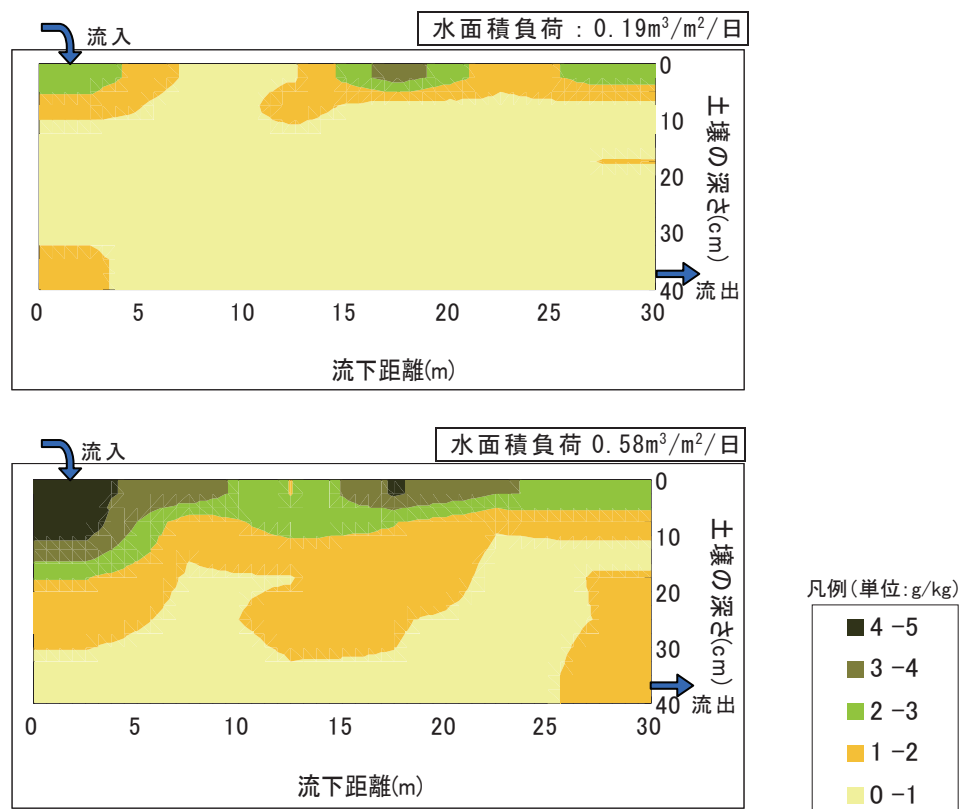 水面積負荷：0.19m³/m²/日
流入
0
10
20
30
40
土壌の深さ(cm)
流出
0 5 10 15 20 25 30
流下距離(m)
水面積負荷 0.58m³/m²/日
流入
0
10
20
30
40
土壌の深さ(cm)
流出
0 5 10 15 20 25 30
流下距離(m)
凡例(単位:g/kg)
4 -5
3 -4
2 -3
1 -2
0 -1